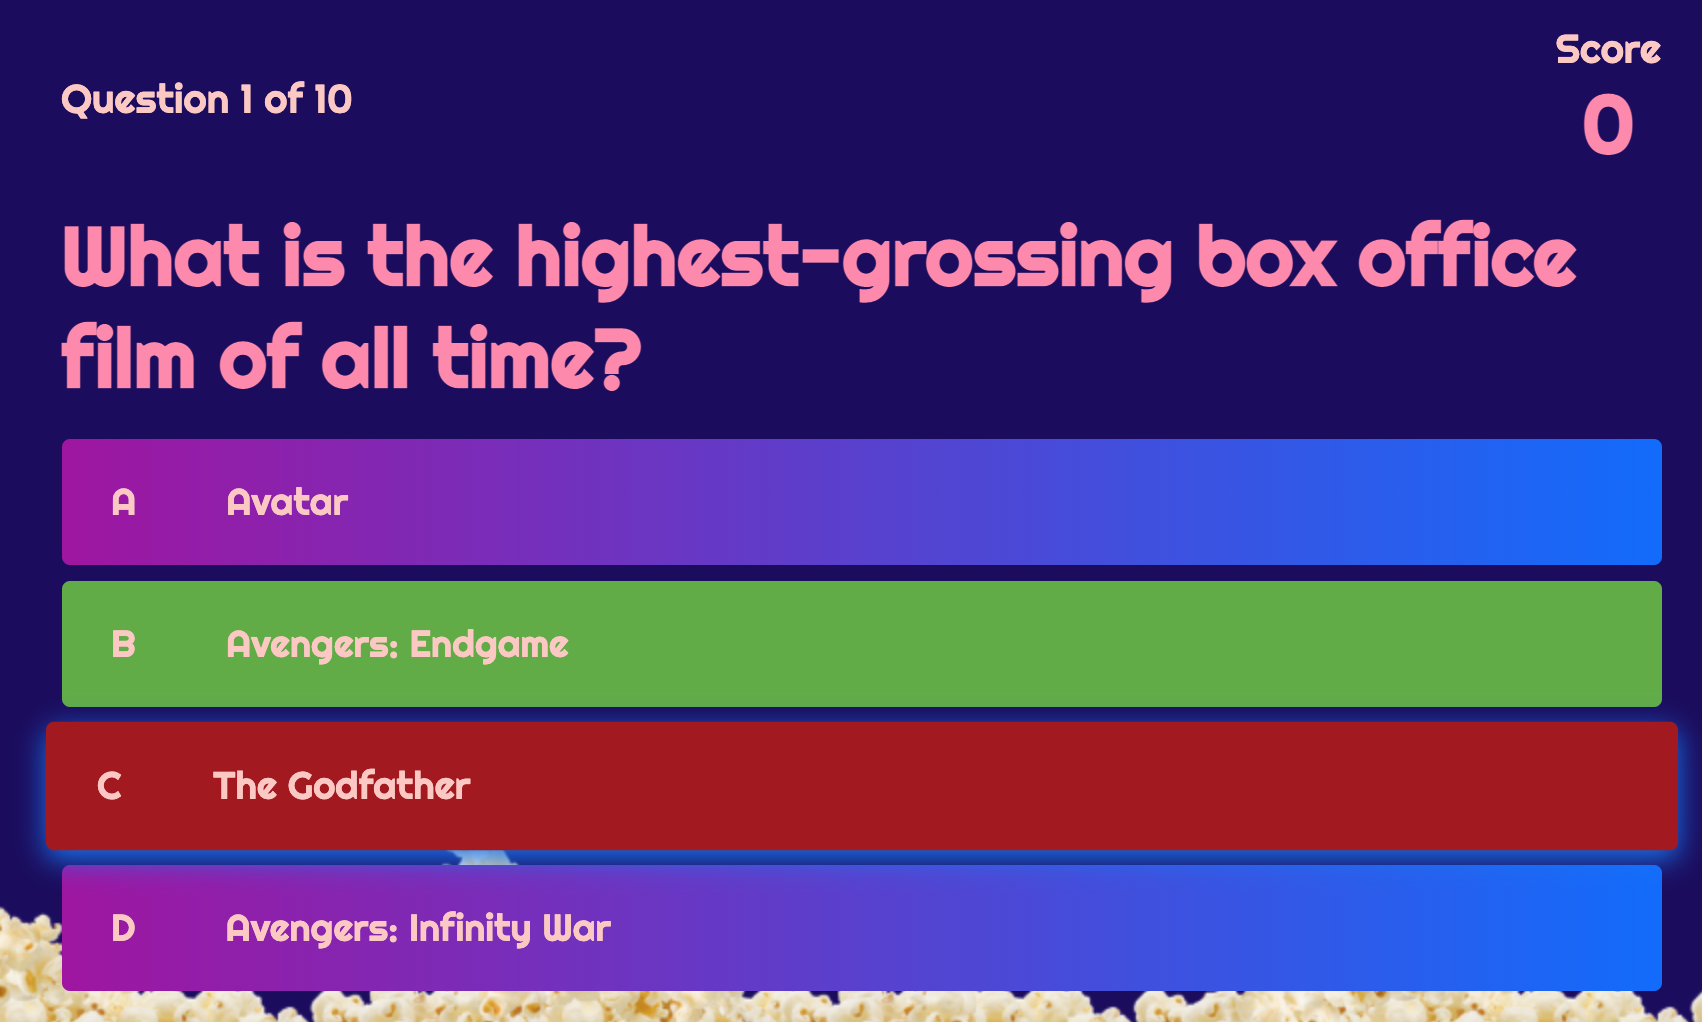 Score
Question 1 of 10
0
What is the highest-grossing box office
film of all time?
A Avatar
B Avengers: Endgame
C The Godfather
D Avengers: Infinity War